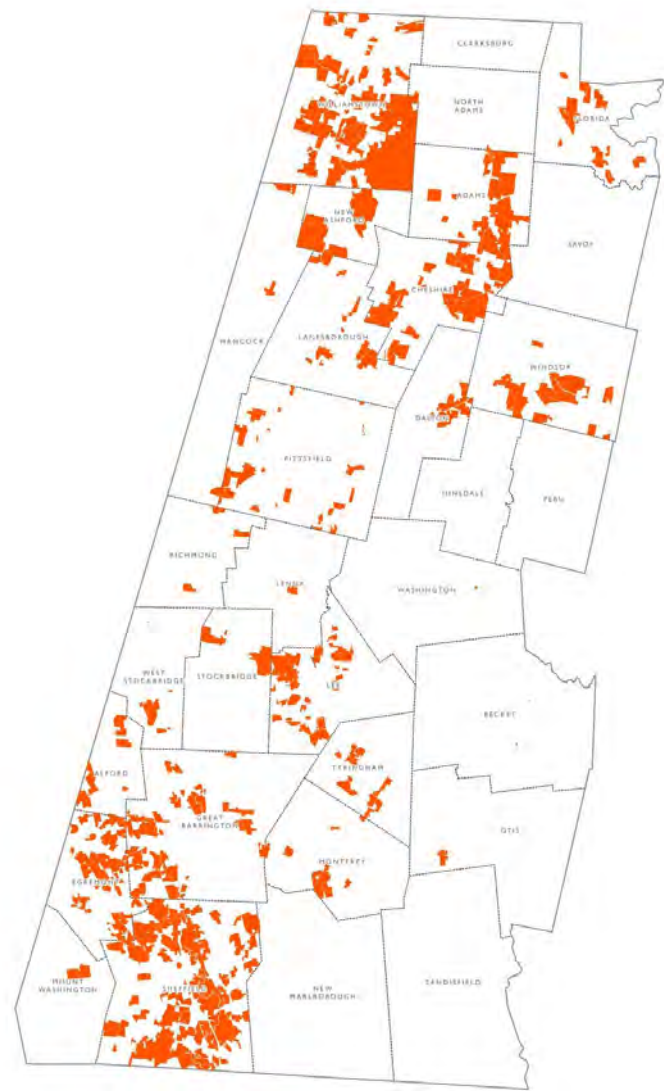 CLARKSBURG
WILLIAMSTOWN
NORTH
ADAMS
FLORIDA
ADAMS
NEW
ASHFORD
SAVOY
CHESHIRE
HANCOCK
LANESBOROUGH
WINDSOR
DALTON
PITTSFIELD
HINSDALE
PERU
RICHMOND
LENOX
WASHINGTON
WEST
STOCKBRIDGE
STOCKBRIDGE
LEE
BECKET
ALFORD
TYRINGHAM
GREAT
BARRINGTON
OTIS
EGREMONT
MONTEREY
MOUNT
WASHINGTON
SHEFFIELD
NEW
MARLBOROUGH
SANDISFIELD